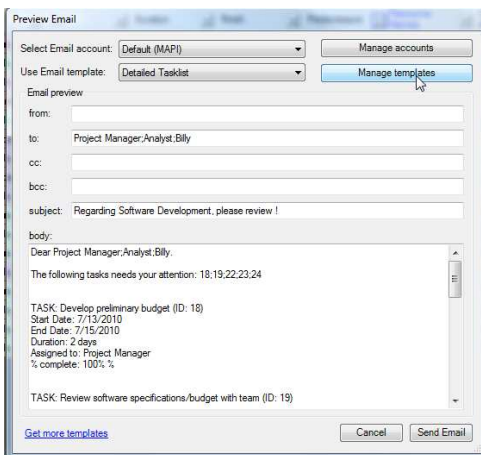 Preview Email
Select Email account: Default (MAPI) Manage accounts
Use Email template: Detailed Tasklist Manage templates
Email preview
from:
to: Project Manager;Analyst;Billy
cc:
bcc:
subject: Regarding Software Development, please review !
body:
Dear Project Manager;Analyst;Billy.
The following tasks needs your attention: 18;19;22;23;24
TASK: Develop preliminary budget (ID: 18)
Start Date: 7/13/2010
End Date: 7/15/2010
Duration: 2 days
Assigned to: Project Manager
% complete: 100% %
TASK: Review software specifications/budget with team (ID: 19)
Get more templates Cancel Send Email